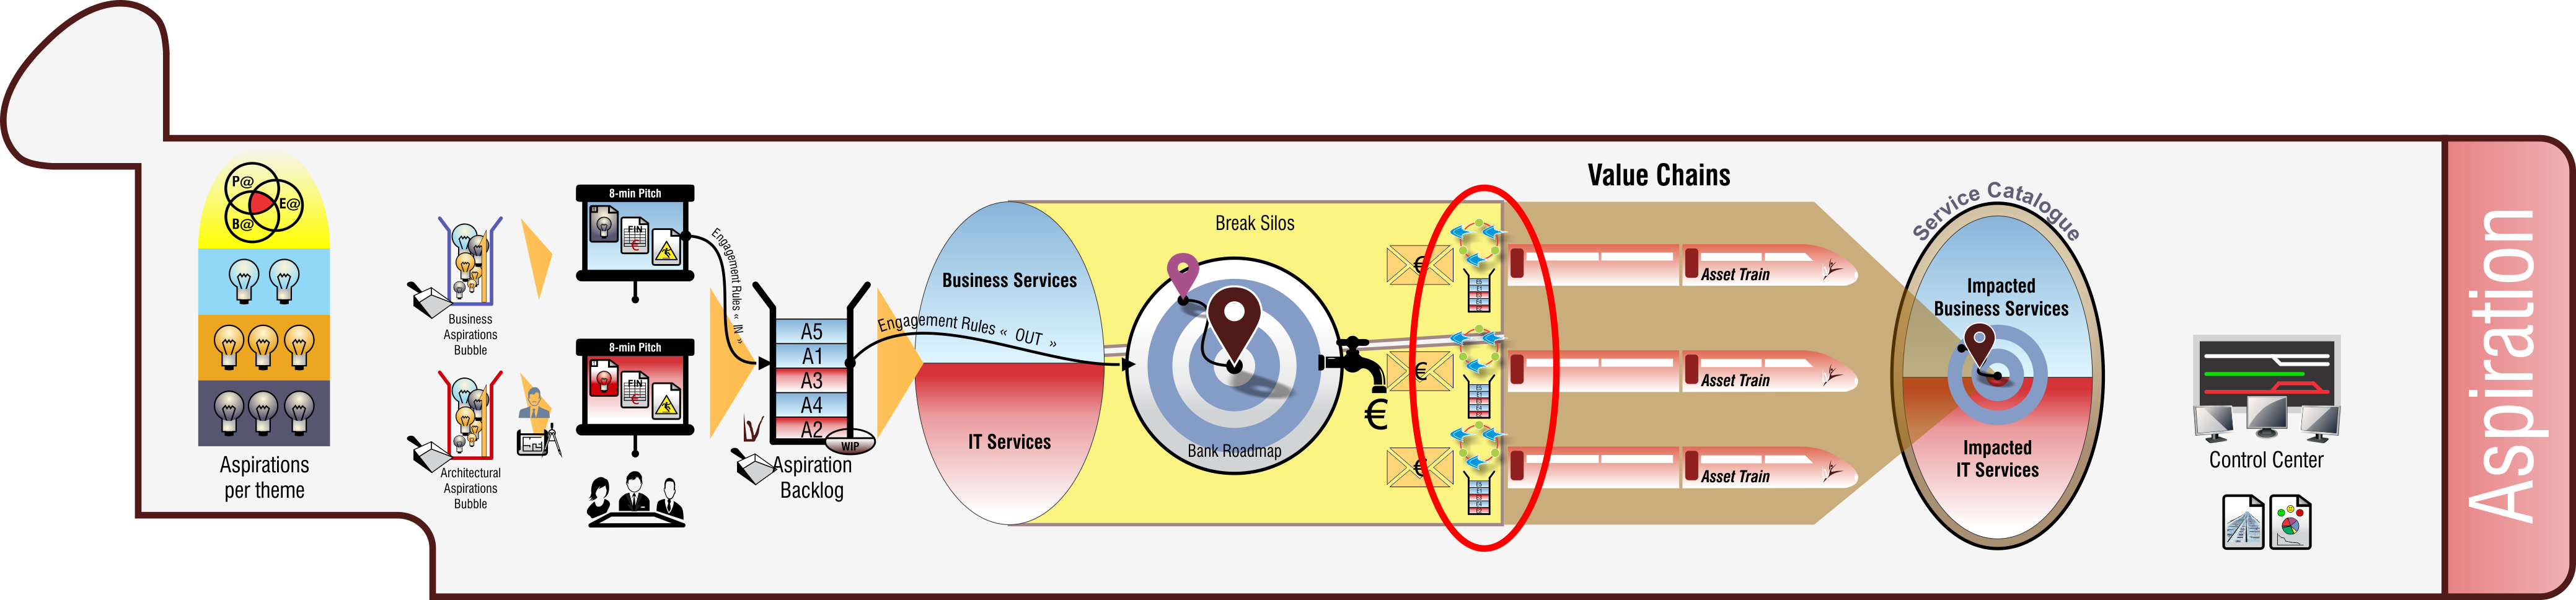 P@
E@
B@
Aspirations
per theme
Business
Aspirations
Bubble
Architectural
Aspirations
Bubble
8-min Pitch
FIN
€
8-min Pitch
FIN
€
Engagement Rules « IN »
A5
A1
A3
A4
A2
WIP
Aspiration
Backlog
Engagement Rules « OUT »
Business Services
IT Services
Break Silos
Bank Roadmap
€
€
€
€
Value Chains
Asset Train
Asset Train
Asset Train
Service Catalogue
Impacted
Business Services
Impacted
IT Services
Control Center
Aspiration